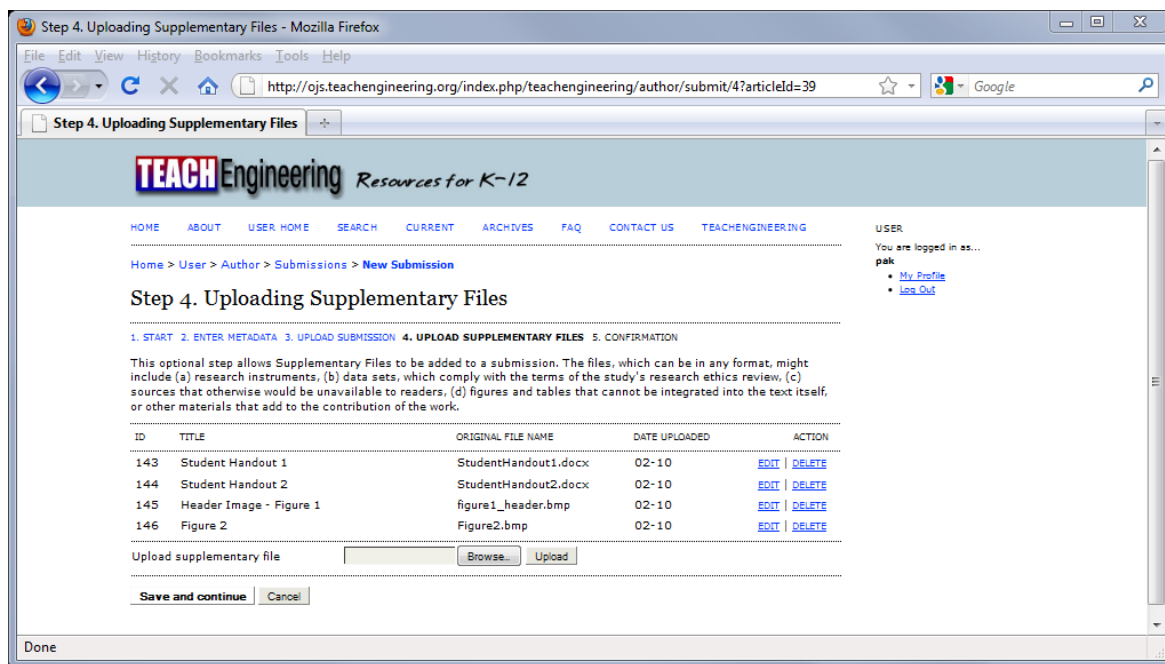 Step 4. Uploading Supplementary Files - Mozilla Firefox
File Edit View History Bookmarks Tools Help
http://ojs.teachengineering.org/index.php/teachengineering/author/submit/4?articleId=39
Google
Step 4. Uploading Supplementary Files
TEACHEngineering Resources for K-12
HOME ABOUT USER HOME SEARCH CURRENT ARCHIVES FAQ CONTACT US TEACHENGINEERING
USER
You are logged in as...
pak
My Profile
Log Out
Home > User > Author > Submissions > New Submission
Step 4. Uploading Supplementary Files
1. START 2. ENTER METADATA 3. UPLOAD SUBMISSION 4. UPLOAD SUPPLEMENTARY FILES 5. CONFIRMATION
This optional step allows Supplementary Files to be added to a submission. The files, which can be in any format, might
include (a) research instruments, (b) data sets, which comply with the terms of the study's research ethics review, (c)
sources that otherwise would be unavailable to readers, (d) figures and tables that cannot be integrated into the text itself,
or other materials that add to the contribution of the work.
ID TITLE ORIGINAL FILE NAME DATE UPLOADED ACTION
143 Student Handout 1 StudentHandout1.docx 02-10 EDIT | DELETE
144 Student Handout 2 StudentHandout2.docx 02-10 EDIT | DELETE
145 Header Image - Figure 1 figure1_header.bmp 02-10 EDIT | DELETE
146 Figure 2 Figure2.bmp 02-10 EDIT | DELETE
Upload supplementary file Browse... Upload
Save and continue Cancel
Done